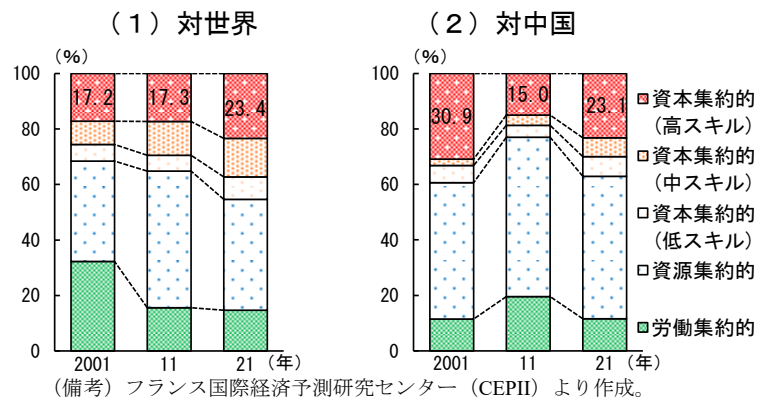 （１）対世界
（２）対中国
（%）
（%）
100
80
60
40
20
0
17.2
17.3
23.4
2001
11
21
（年）
100
80
60
40
20
0
30.9
15.0
23.1
2001
11
21
（年）
資本集約的
（高スキル）
資本集約的
（中スキル）
資本集約的
（低スキル）
資源集約的
労働集約的
（備考）フランス国際経済予測研究センター（CEPII）より作成。